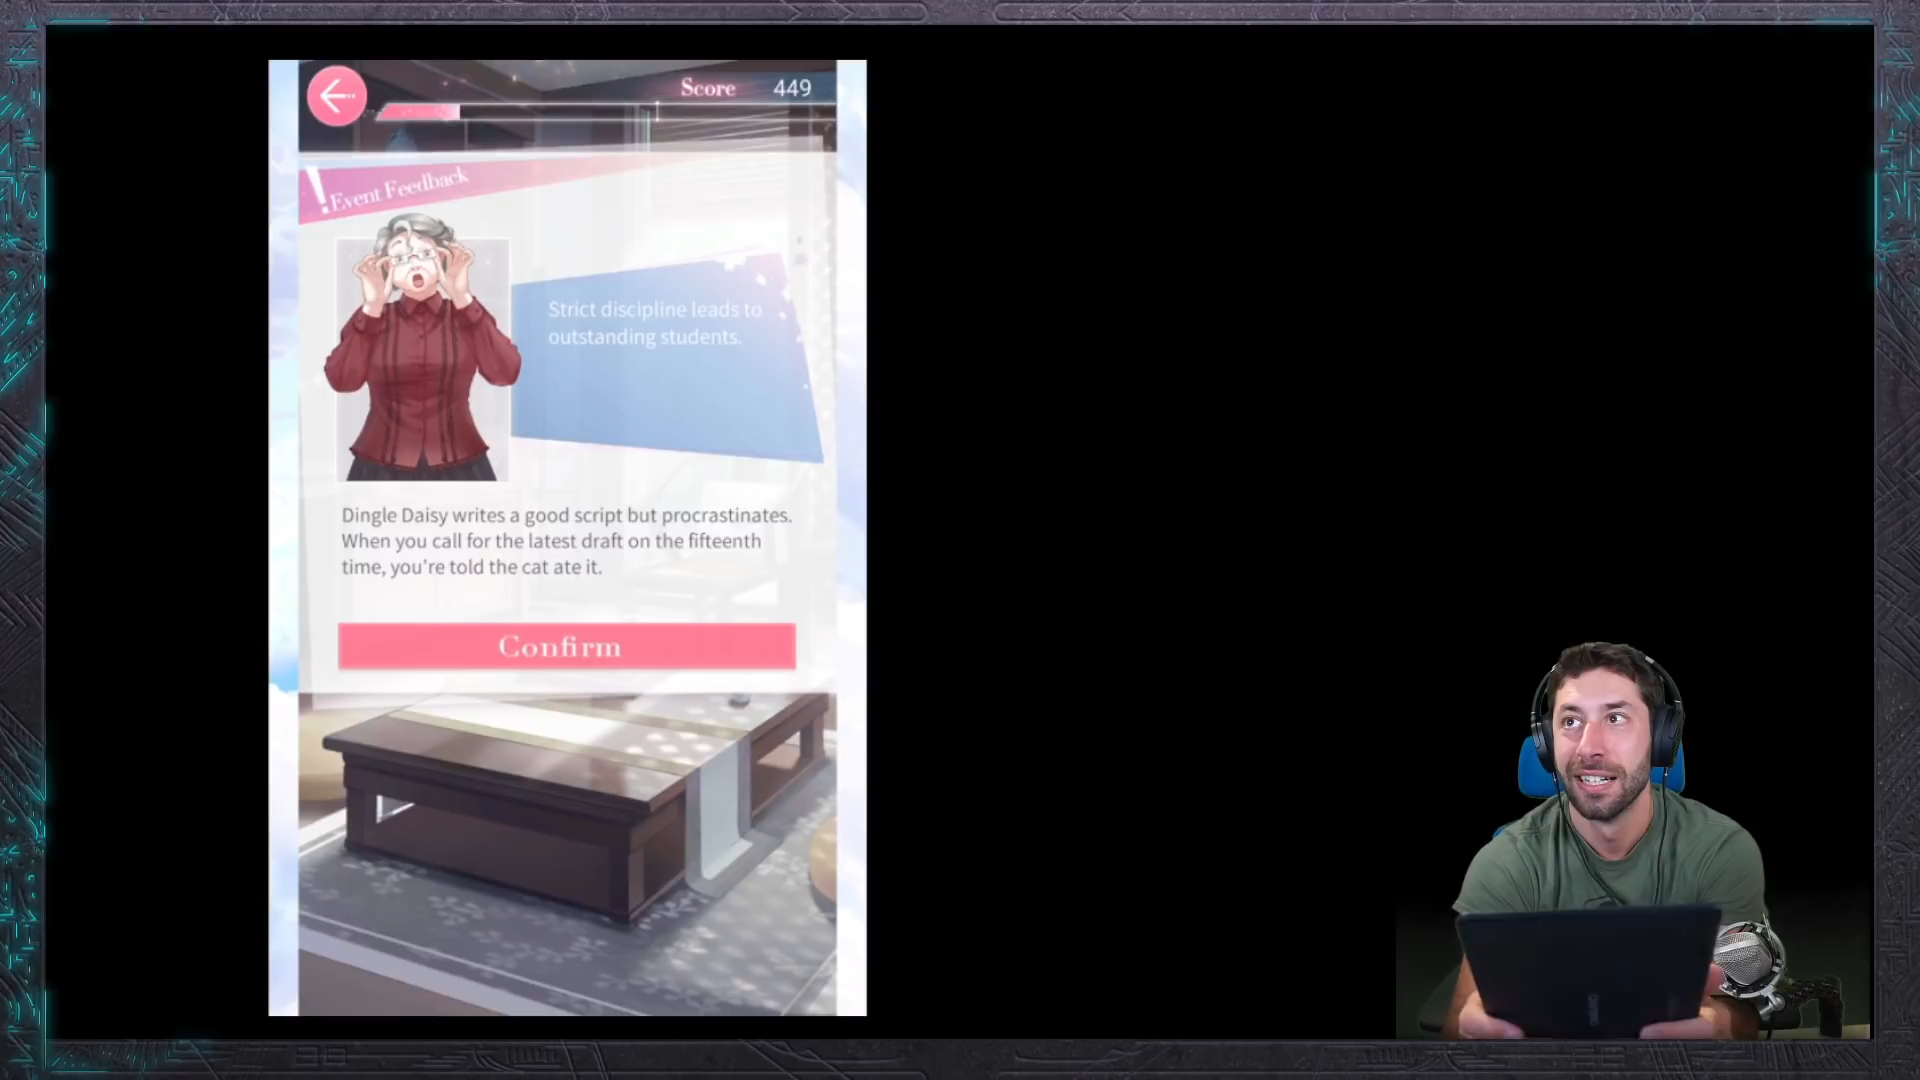 Score 449
Event Feedback
Strict discipline leads to
outstanding students.
Dingle Daisy writes a good script but procrastinates.
When you call for the latest draft on the fifteenth
time, you're told the cat ate it.
Confirm